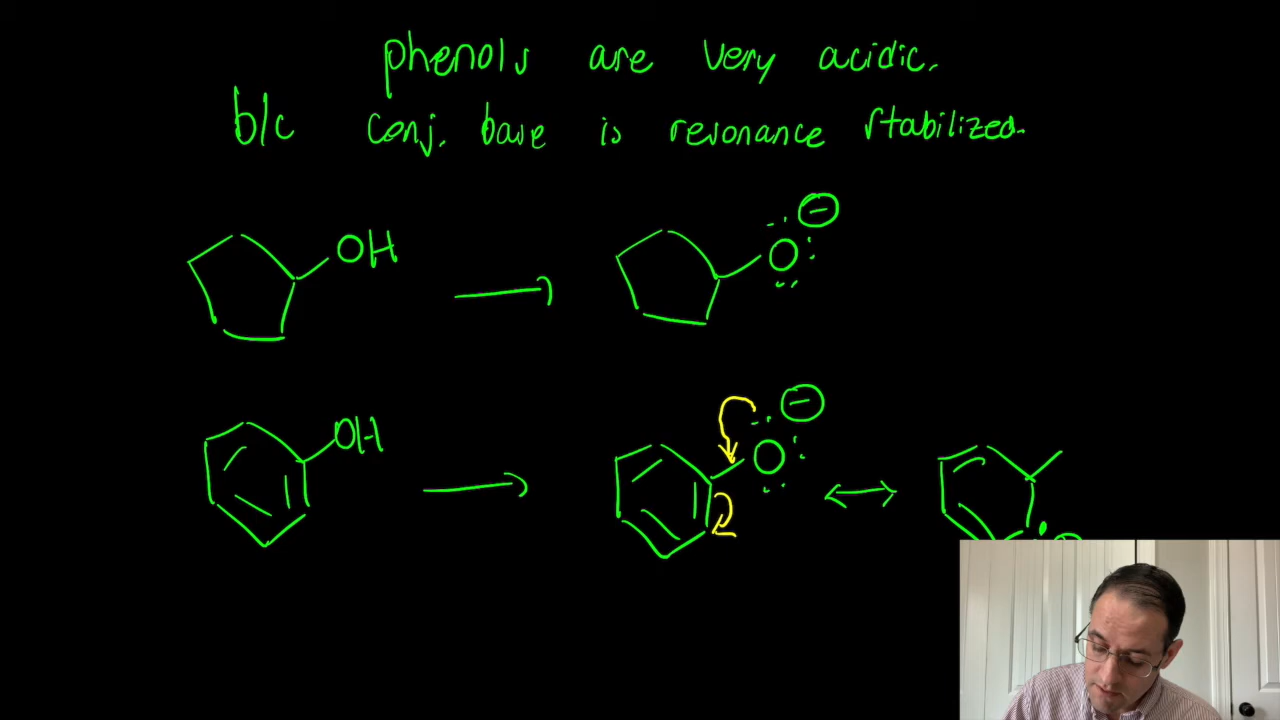 phenols are very acidic.
b/c conj. base is resonance stabilized.
OH
O
OH
O